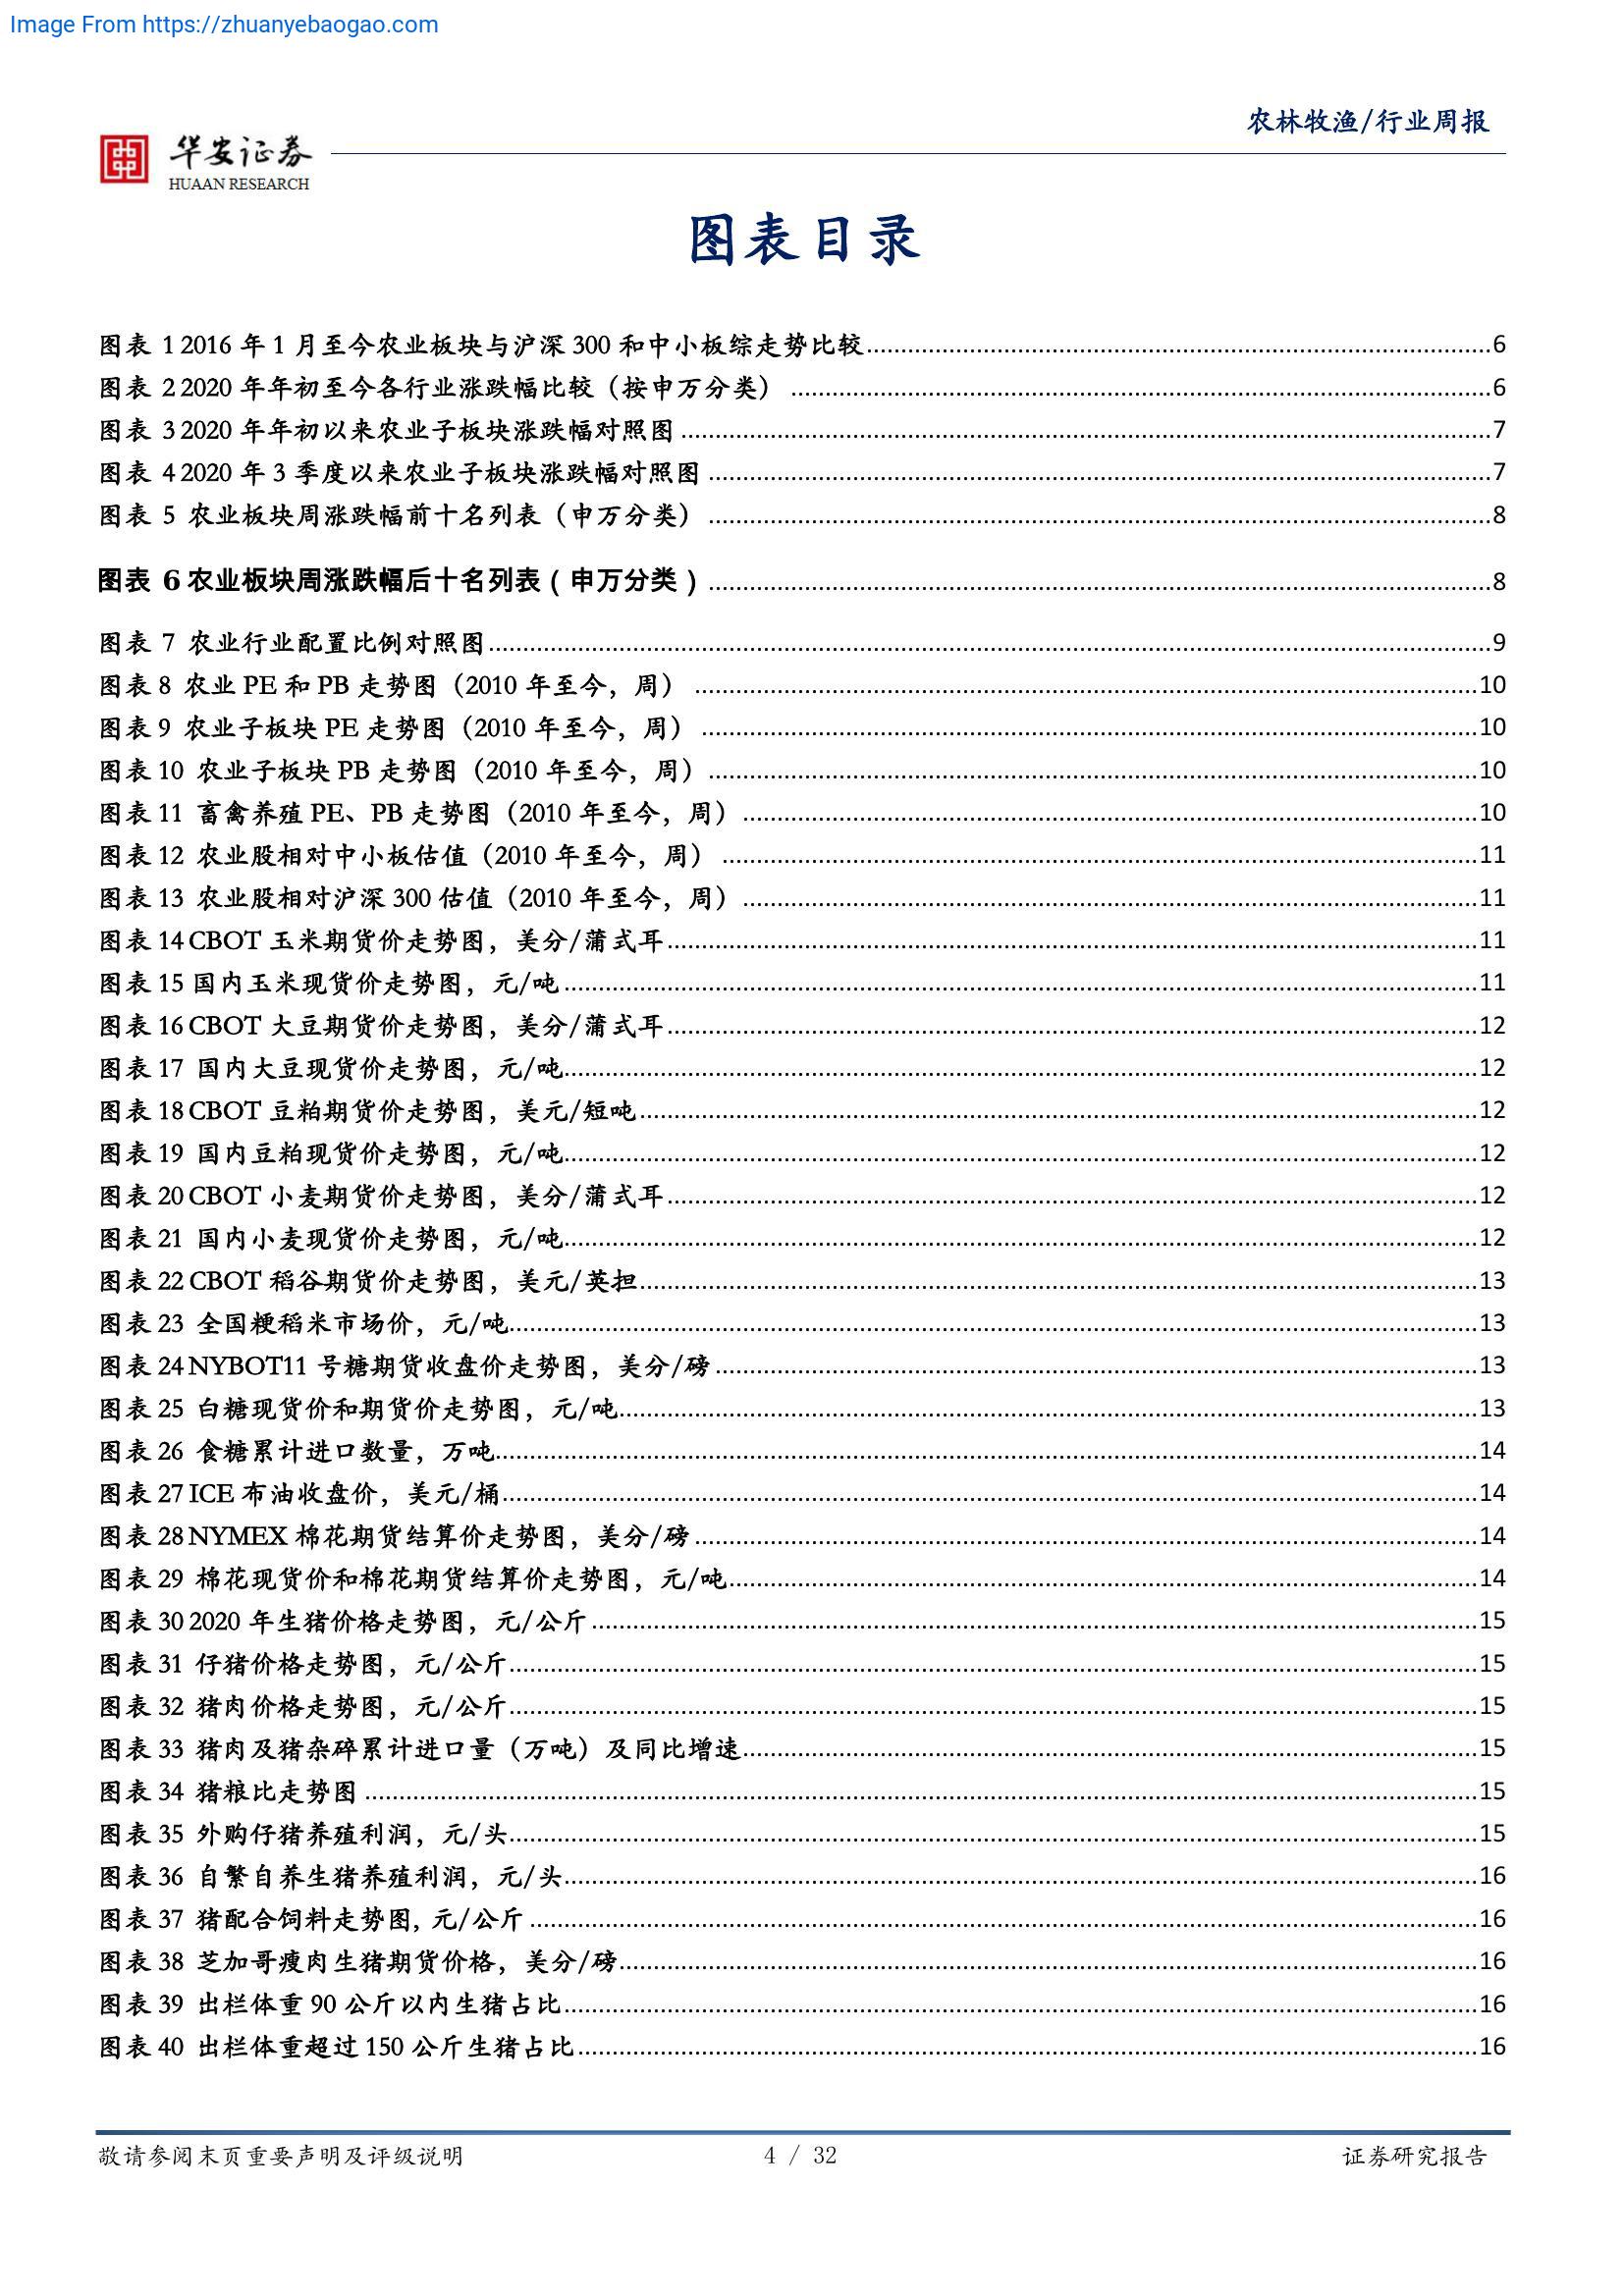 Image From https://zhuanyebaogao.com
农林牧渔/行业周报
华安证券
HUAAN RESEARCH
图表目录
图表 1 2016 年 1 月至今农业板块与沪深 300 和中小板综走势比较....................6
图表 2 2020 年年初至今各行业涨跌幅比较（按申万分类）....................6
图表 3 2020 年年初以来农业子板块涨跌幅对照图....................7
图表 4 2020 年 3 季度以来农业子板块涨跌幅对照图....................7
图表 5 农业板块周涨跌幅前十名列表（申万分类）....................8
图表 6 农业板块周涨跌幅后十名列表（申万分类）....................8
图表 7 农业行业配置比例对照图....................9
图表 8 农业 PE 和 PB 走势图（2010 年至今，周）....................10
图表 9 农业子板块 PE 走势图（2010 年至今，周）....................10
图表 10 农业子板块 PB 走势图（2010 年至今，周）....................10
图表 11 畜禽养殖 PE、PB 走势图（2010 年至今，周）....................10
图表 12 农业股相对中小板估值（2010 年至今，周）....................11
图表 13 农业股相对沪深 300 估值（2010 年至今，周）....................11
图表 14 CBOT 玉米期货价走势图，美分/蒲式耳....................11
图表 15 国内玉米现货价走势图，元/吨....................11
图表 16 CBOT 大豆期货价走势图，美分/蒲式耳....................12
图表 17 国内大豆现货价走势图，元/吨....................12
图表 18 CBOT 豆粕期货价走势图，美元/短吨....................12
图表 19 国内豆粕现货价走势图，元/吨....................12
图表 20 CBOT 小麦期货价走势图，美分/蒲式耳....................12
图表 21 国内小麦现货价走势图，元/吨....................12
图表 22 CBOT 稻谷期货价走势图，美元/英担....................13
图表 23 全国粳稻米市场价，元/吨....................13
图表 24 NYBOT11 号糖期货收盘价走势图，美分/磅....................13
图表 25 白糖现货价和期货价走势图，元/吨....................13
图表 26 食糖累计进口数量，万吨....................14
图表 27 ICE 布油收盘价，美元/桶....................14
图表 28 NYMEX 棉花期货结算价走势图，美分/磅....................14
图表 29 棉花现货价和棉花期货结算价走势图，元/吨....................14
图表 30 2020 年生猪价格走势图，元/公斤....................15
图表 31 仔猪价格走势图，元/公斤....................15
图表 32 猪肉价格走势图，元/公斤....................15
图表 33 猪肉及猪杂碎累计进口量（万吨）及同比增速....................15
图表 34 猪粮比走势图....................15
图表 35 外购仔猪养殖利润，元/头....................15
图表 36 自繁自养生猪养殖利润，元/头....................16
图表 37 猪配合饲料走势图, 元/公斤....................16
图表 38 芝加哥瘦肉生猪期货价格，美分/磅....................16
图表 39 出栏体重 90 公斤以内生猪占比....................16
图表 40 出栏体重超过 150 公斤生猪占比....................16
敬请参阅末页重要声明及评级说明 4 / 32 证券研究报告